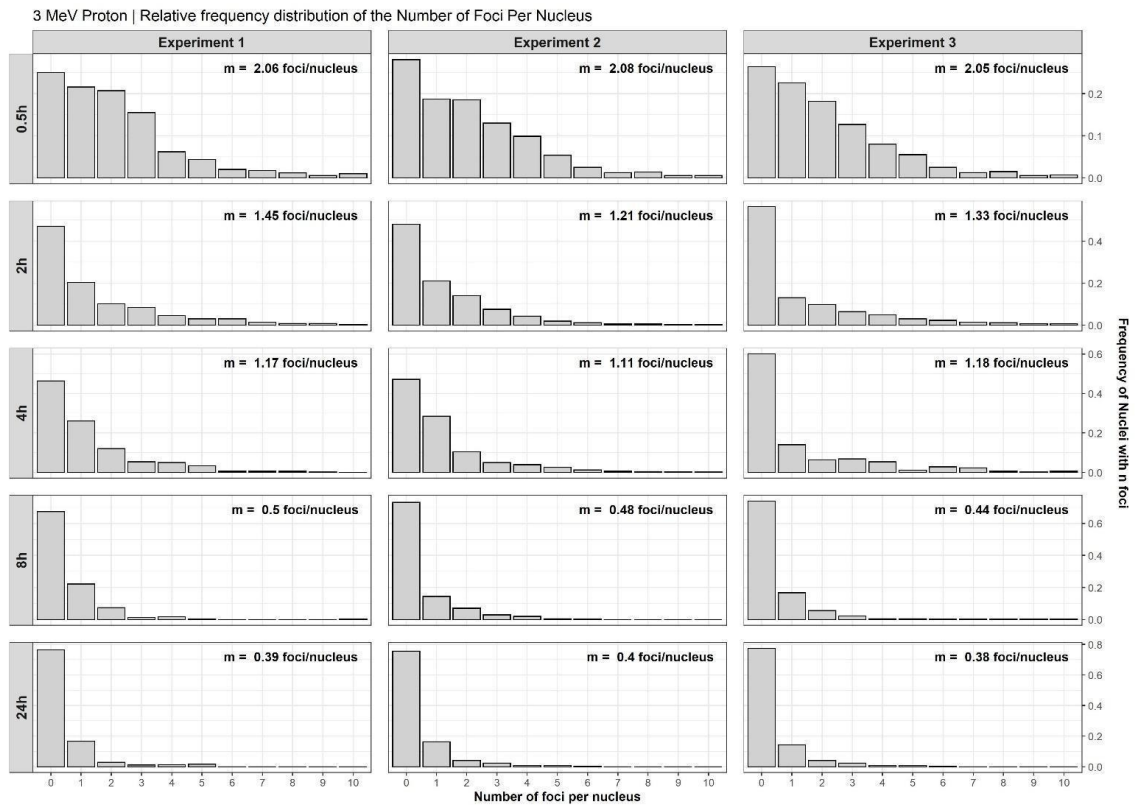 3 MeV Proton | Relative frequency distribution of the Number of Foci Per Nucleus
Experiment 1
Experiment 2
Experiment 3
0.5h
m = 2.06 foci/nucleus
m = 2.08 foci/nucleus
m = 2.05 foci/nucleus
0.2
0.1
0.0
2h
m = 1.45 foci/nucleus
m = 1.21 foci/nucleus
m = 1.33 foci/nucleus
0.4
0.2
0.0
4h
m = 1.17 foci/nucleus
m = 1.11 foci/nucleus
m = 1.18 foci/nucleus
0.6
0.4
0.2
0.0
8h
m = 0.5 foci/nucleus
m = 0.48 foci/nucleus
m = 0.44 foci/nucleus
0.6
0.4
0.2
0.0
24h
m = 0.39 foci/nucleus
m = 0.4 foci/nucleus
m = 0.38 foci/nucleus
0.8
0.6
0.4
0.2
0.0
0 1 2 3 4 5 6 7 8 9 10
0 1 2 3 4 5 6 7 8 9 10
0 1 2 3 4 5 6 7 8 9 10
Number of foci per nucleus
Frequency of Nuclei with n foci